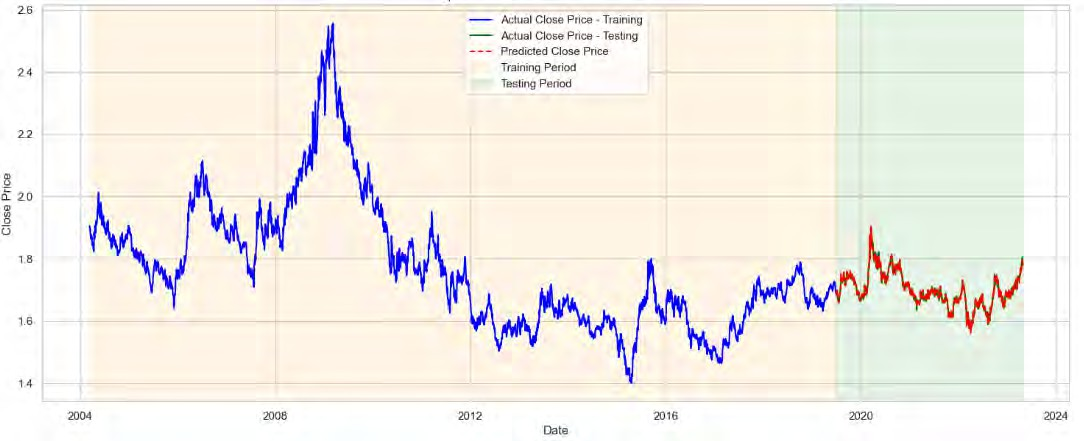 2.6
2.4
2.2
2.0
1.8
1.6
1.4
Close Price
Actual Close Price - Training
Actual Close Price - Testing
Predicted Close Price
Training Period
Testing Period
2004 2008 2012 2016 2020 2024
Date